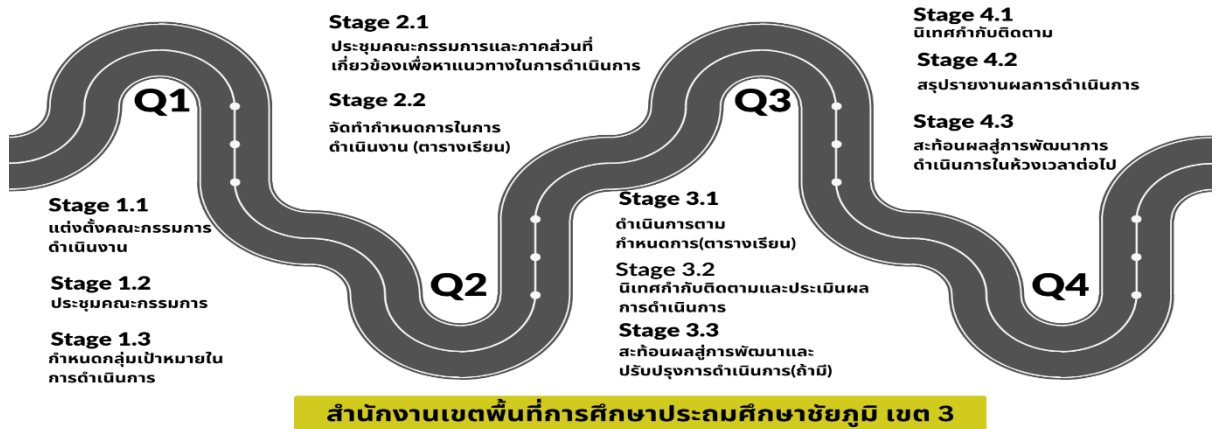 Q1
Stage 1.1
แต่งตั้งคณะกรรมการ
ดำเนินงาน
Stage 1.2
ประชุมคณะกรรมการ
Stage 1.3
กำหนดกลุ่มเป้าหมายใน
การดำเนินการ
Stage 2.1
ประชุมคณะกรรมการและภาคส่วนที่
เกี่ยวข้องเพื่อหาแนวทางในการดำเนินการ
Stage 2.2
จัดทำกำหนดการในการ
ดำเนินงาน (ตารางเรียน)
Q2
Q3
Stage 3.1
ดำเนินการตาม
กำหนดการ(ตารางเรียน)
Stage 3.2
นิเทศกำกับติดตามและประเมินผล
การดำเนินการ
Stage 3.3
สะท้อนผลสู่การพัฒนาและ
ปรับปรุงการดำเนินการ(ถ้ามี)
Stage 4.1
นิเทศกำกับติดตาม
Stage 4.2
สรุปรายงานผลการดำเนินการ
Stage 4.3
สะท้อนผลสู่การพัฒนาการ
ดำเนินการในห้วงเวลาต่อไป
Q4
สำนักงานเขตพื้นที่การศึกษาประถมศึกษาชัยภูมิ เขต 3